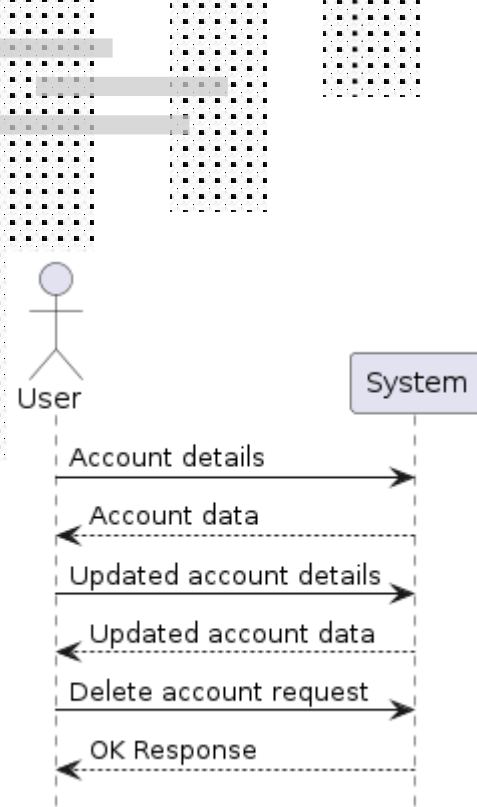 User
System
Account details
Account data
Updated account details
Updated account data
Delete account request
OK Response